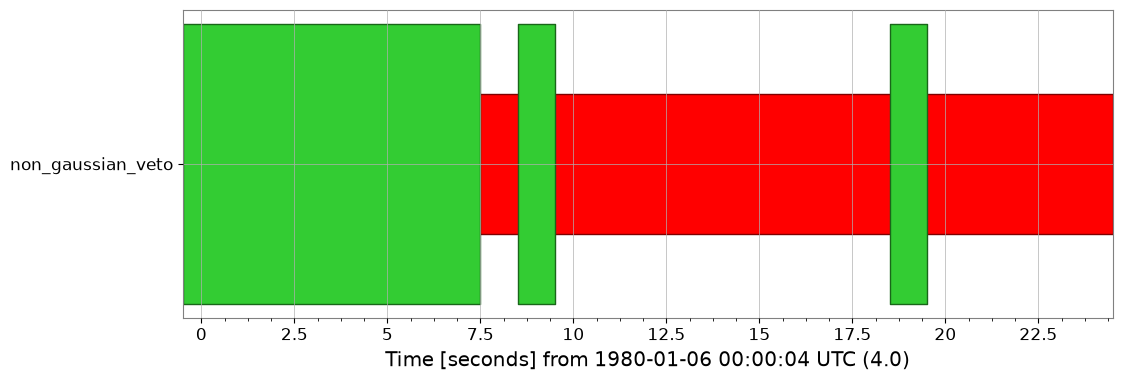 non_gaussian_veto
0 2.5 5 7.5 10 12.5 15 17.5 20 22.5
Time [seconds] from 1980-01-06 00:00:04 UTC (4.0)